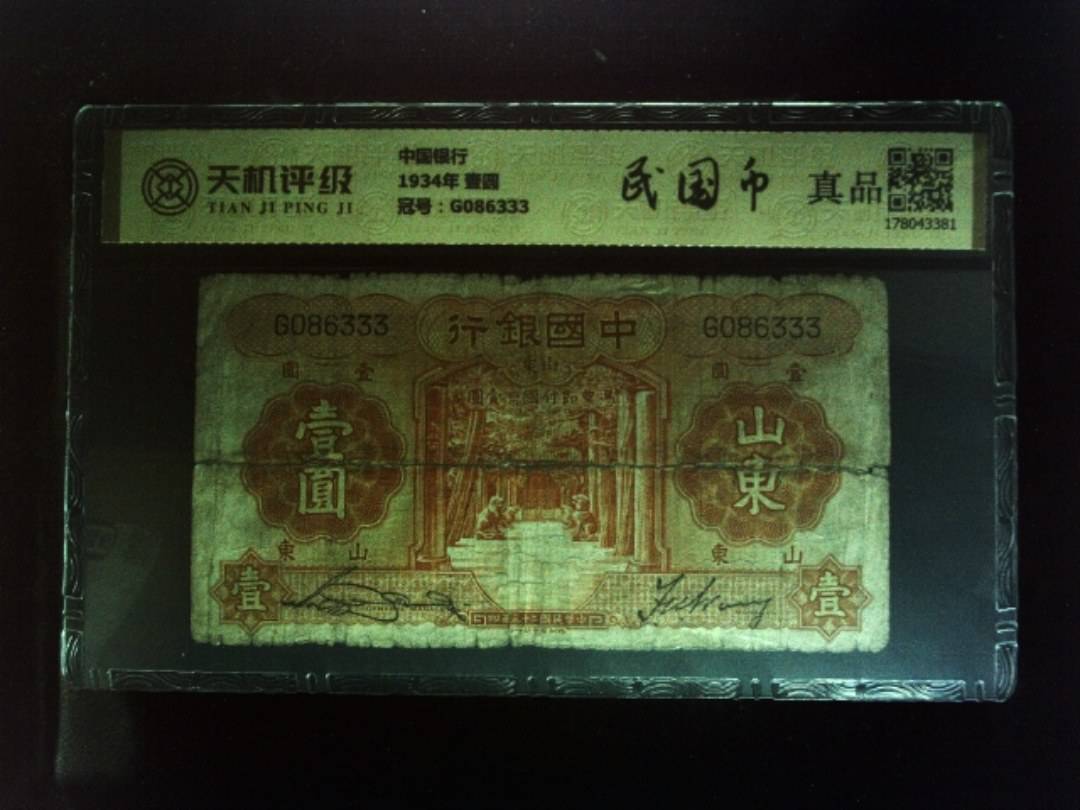 天机评级
TIAN JI PING JI
中国银行
1934年 壹圆
冠号:G086333
民国币
真品
178043381
G086333
行銀國中
G086333
東山
圓 壹
圓 壹
壹圓
山東
東 山
東 山
壹
壹